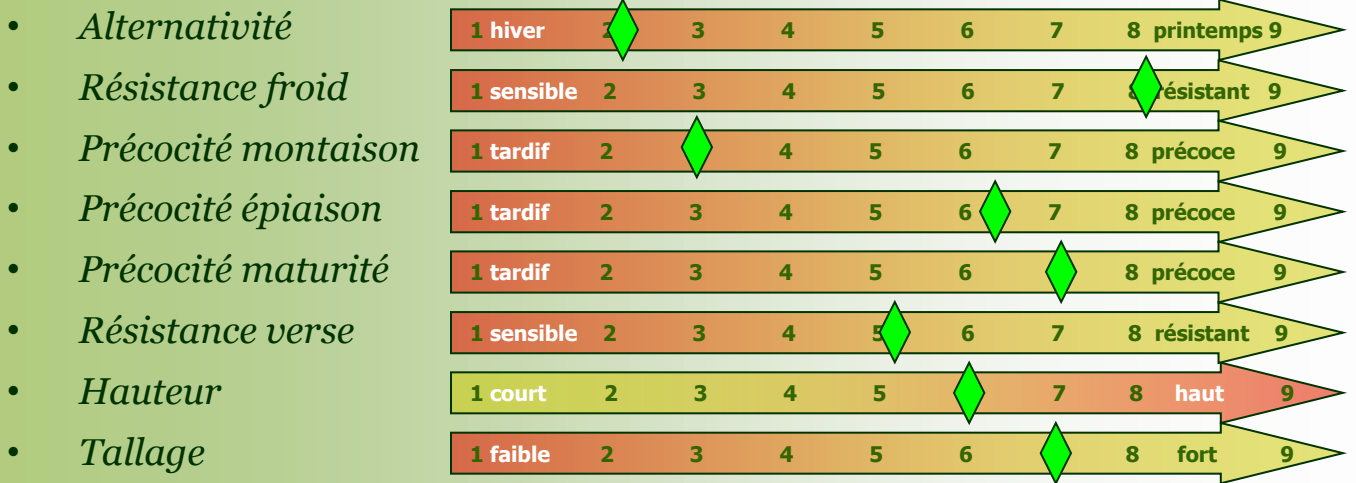 • Alternativité 1 hiver 2 3 4 5 6 7 8 printemps 9
• Résistance froid 1 sensible 2 3 4 5 6 7 8 résistant 9
• Précocité montaison 1 tardif 2 4 5 6 7 8 précoce 9
• Précocité épiaison 1 tardif 2 3 4 5 6 7 8 précoce 9
• Précocité maturité 1 tardif 2 3 4 5 6 8 précoce 9
• Résistance verse 1 sensible 2 3 4 5 6 7 8 résistant 9
• Hauteur 1 court 2 3 4 5 7 8 haut 9
• Tallage 1 faible 2 3 4 5 6 8 fort 9